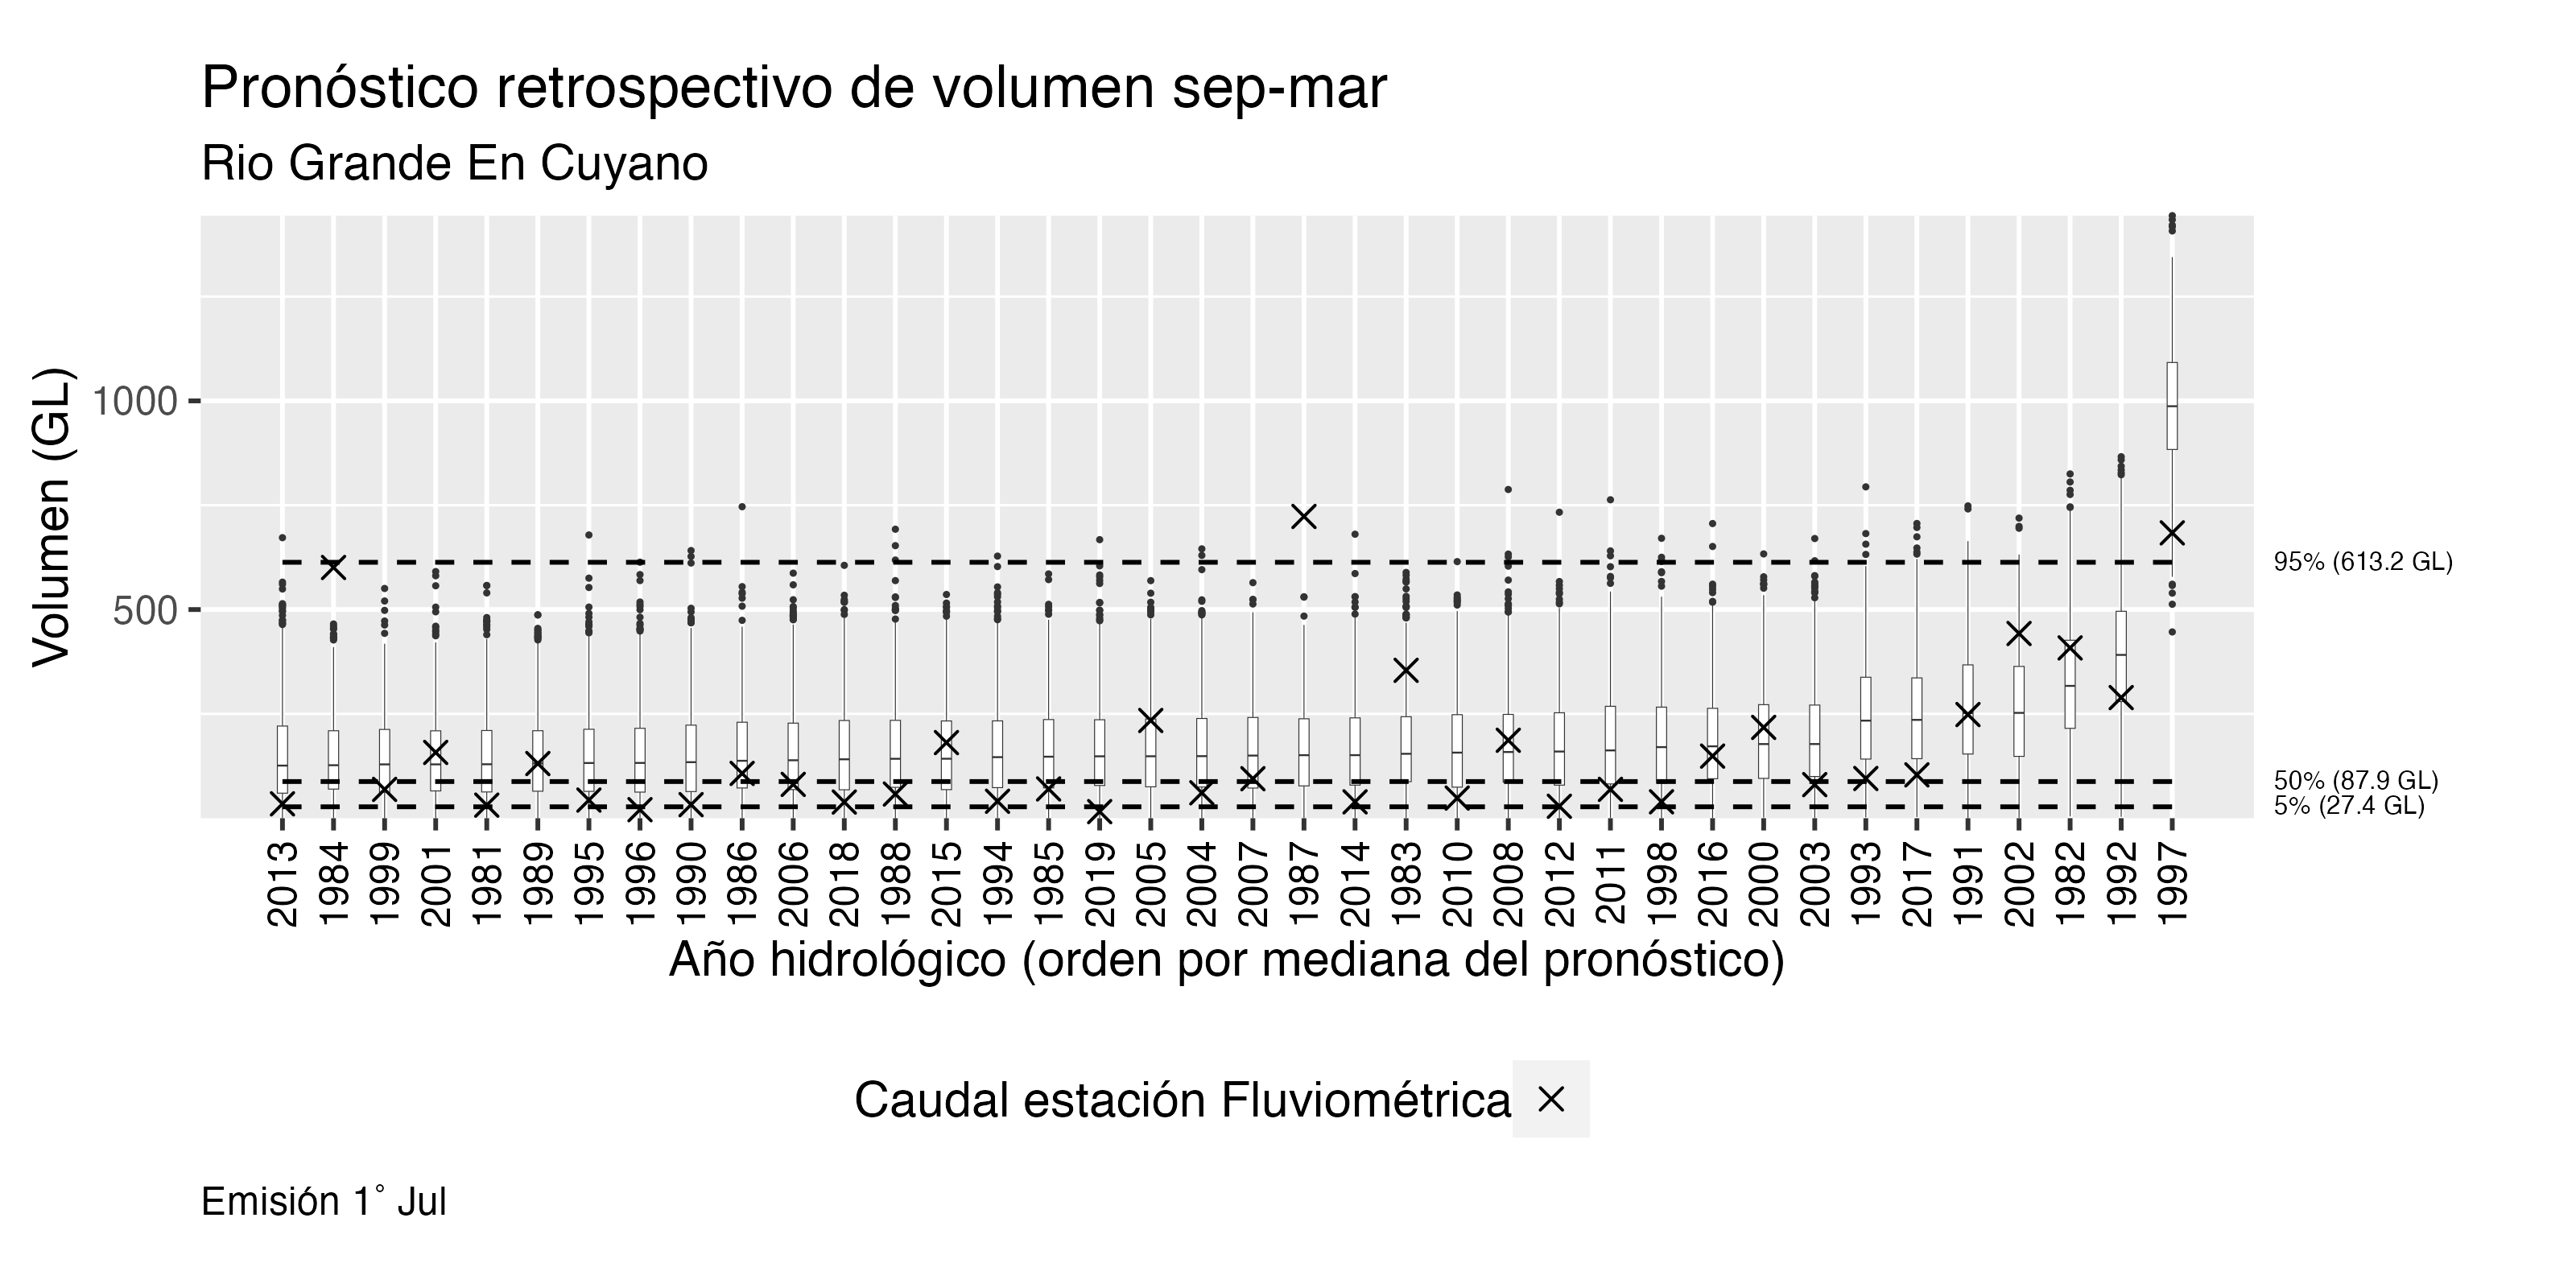 Pronóstico retrospectivo de volumen sep-mar
Rio Grande En Cuyano
Volumen (GL)
1000
500
95% (613.2 GL)
50% (87.9 GL)
5% (27.4 GL)
2013 1984 1999 2001 1981 1989 1995 1996 1990 1986 2006 2018 1988 2015 1994 1985 2019 2005 2004 2007 1987 2014 1983 2010 2008 2012 2011 1998 2016 2000 2003 1993 2017 1991 2002 1982 1992 1997
Año hidrológico (orden por mediana del pronóstico)
Caudal estación Fluviométrica
Emisión 1° Jul